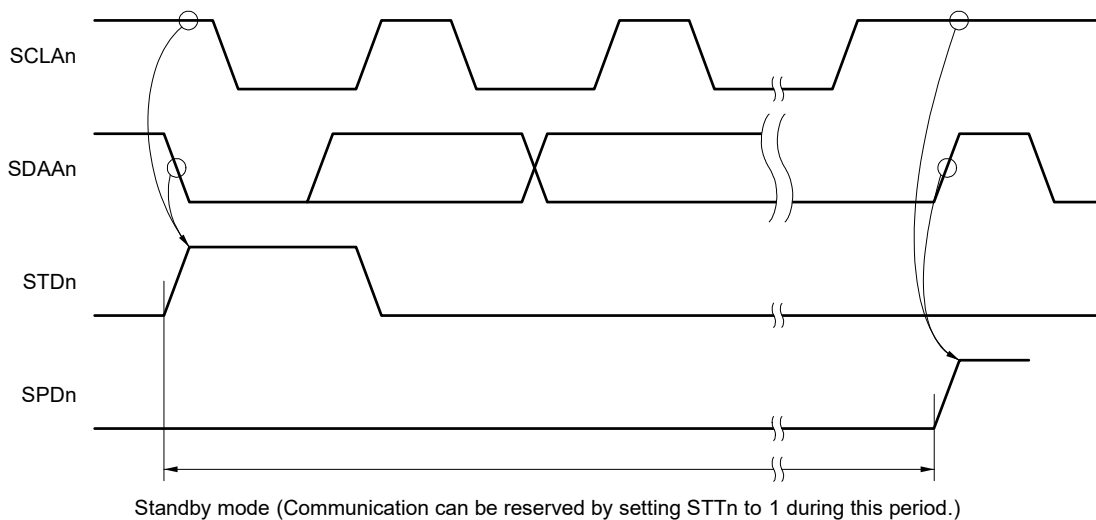 SCLAn
SDAAn
STDn
SPDn
Standby mode (Communication can be reserved by setting STTn to 1 during this period.)